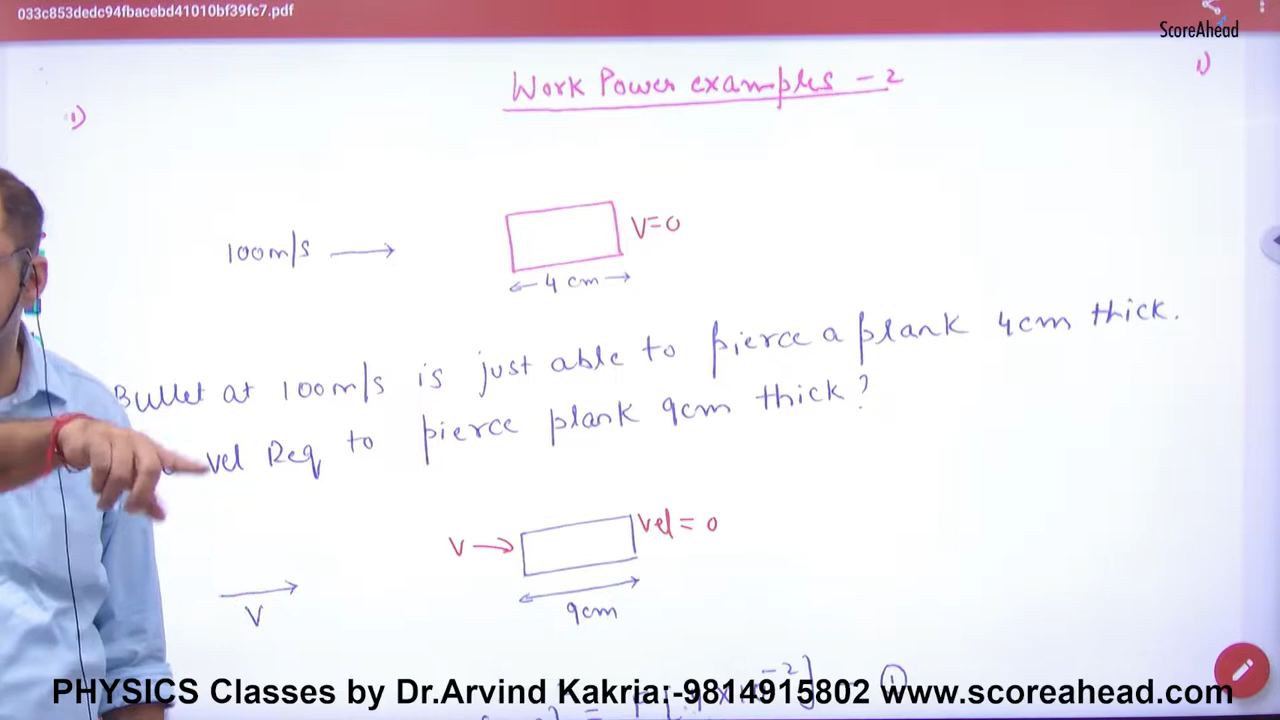 033c853dedc94fbacebd41010bf39fc7.pdf
ScoreAhead
Work Power examples - 2
1)
1)
100m/s
V=0
4 cm
Bullet at 100m/s is just able to pierce a plank 4cm thick.
vel Req to pierce plank 9cm thick?
V
Vel = 0
V
9cm
PHYSICS Classes by Dr.Arvind Kakria:-9814915802 www.scoreahead.com